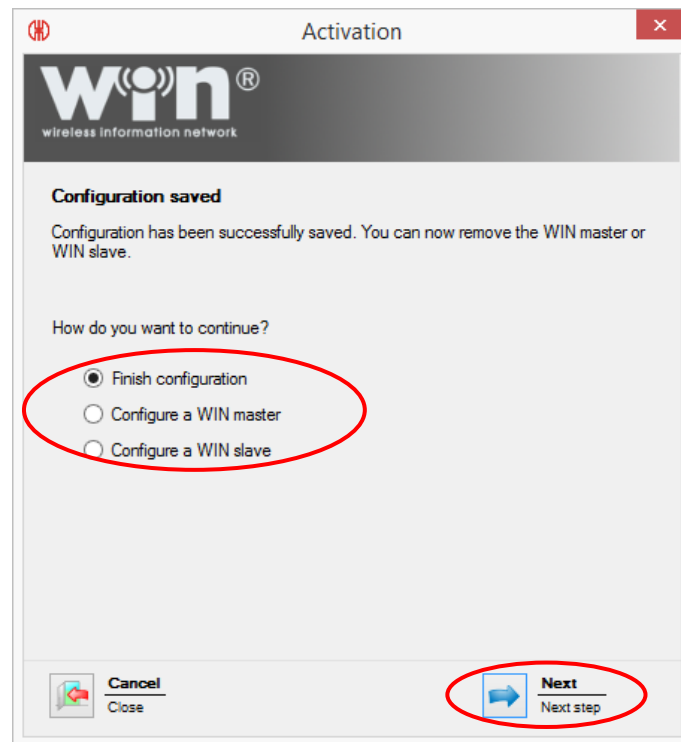 Activation
WIN®
wireless information network
Configuration saved
Configuration has been successfully saved. You can now remove the WIN master or
WIN slave.
How do you want to continue?
Finish configuration
Configure a WIN master
Configure a WIN slave
Cancel
Close
Next
Next step